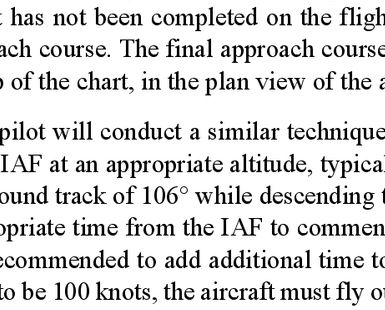 has not been completed on the fligh
ach course. The final approach course
of the chart, in the plan view of the a
pilot will conduct a similar technique
IAF at an appropriate altitude, typical
ound track of 106° while descending t
opriate time from the IAF to commen
ecommended to add additional time to
to be 100 knots, the aircraft must fly o